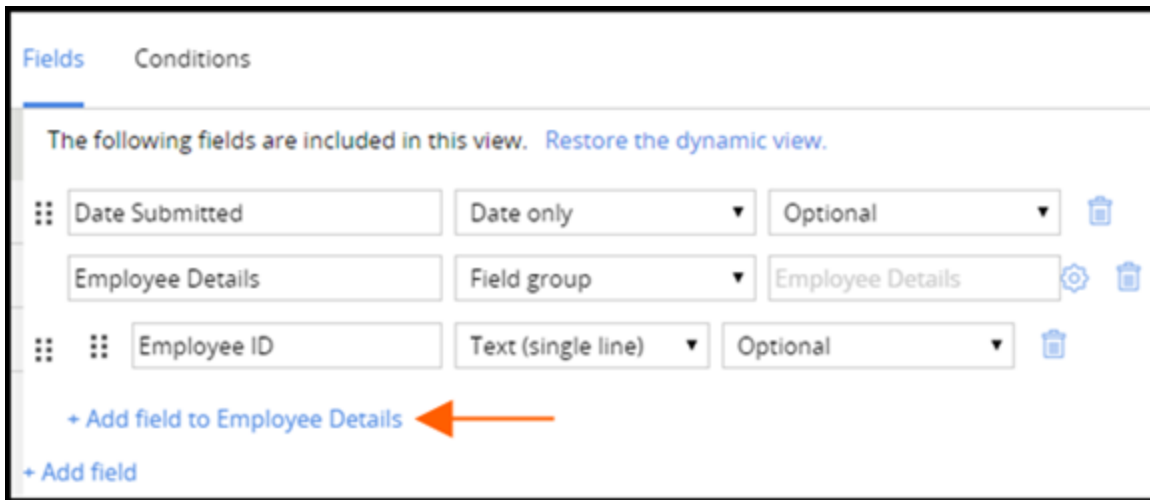 Fields Conditions
The following fields are included in this view. Restore the dynamic view.
Date Submitted Date only Optional
Employee Details Field group Employee Details
Employee ID Text (single line) Optional
+ Add field to Employee Details
+ Add field